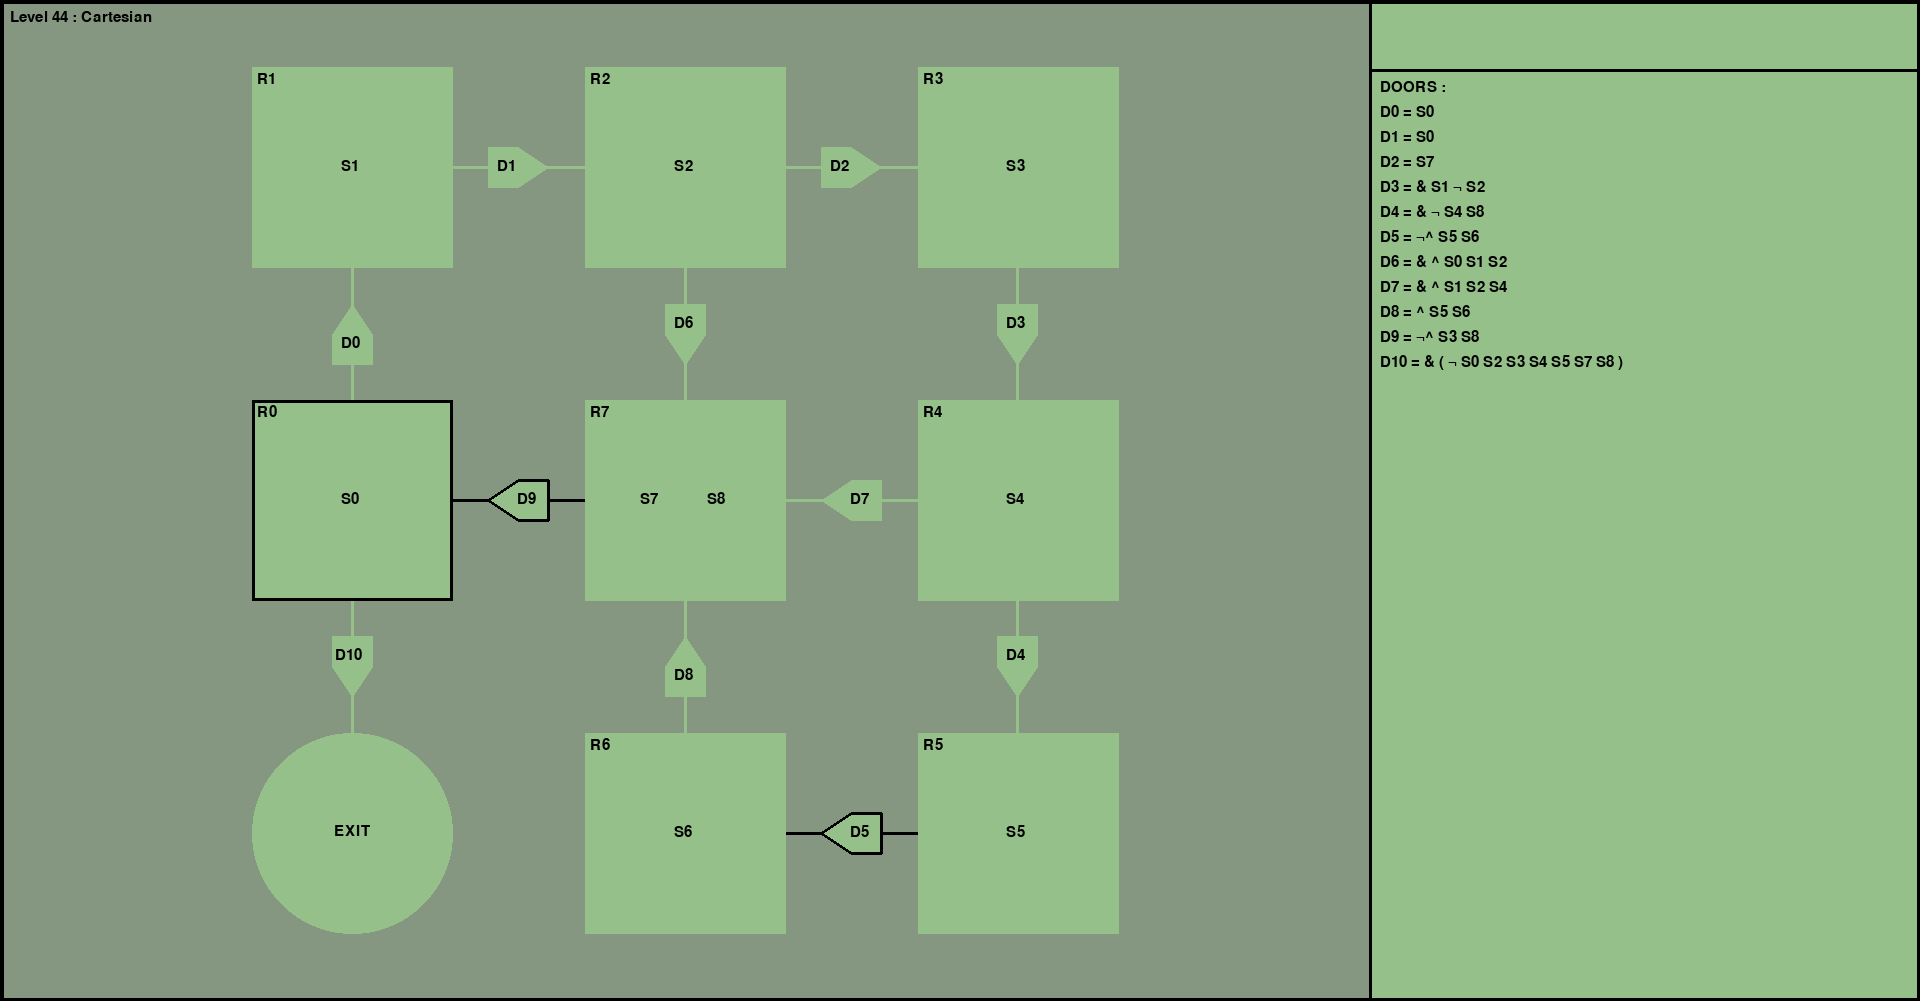 Level 44 : Cartesian
R1
R2
R3
S1
D1
S2
D2
S3
D0
D6
D3
R0
R7
R4
S0
D9
S7
S8
D7
S4
D10
D8
D4
R6
R5
EXIT
S6
D5
S5
DOORS :
D0 = S0
D1 = S0
D2 = S7
D3 = & S1 ¬ S2
D4 = & ¬ S4 S8
D5 = ¬^ S5 S6
D6 = & ^ S0 S1 S2
D7 = & ^ S1 S2 S4
D8 = ^ S5 S6
D9 = ¬^ S3 S8
D10 = & ( ¬ S0 S2 S3 S4 S5 S7 S8 )